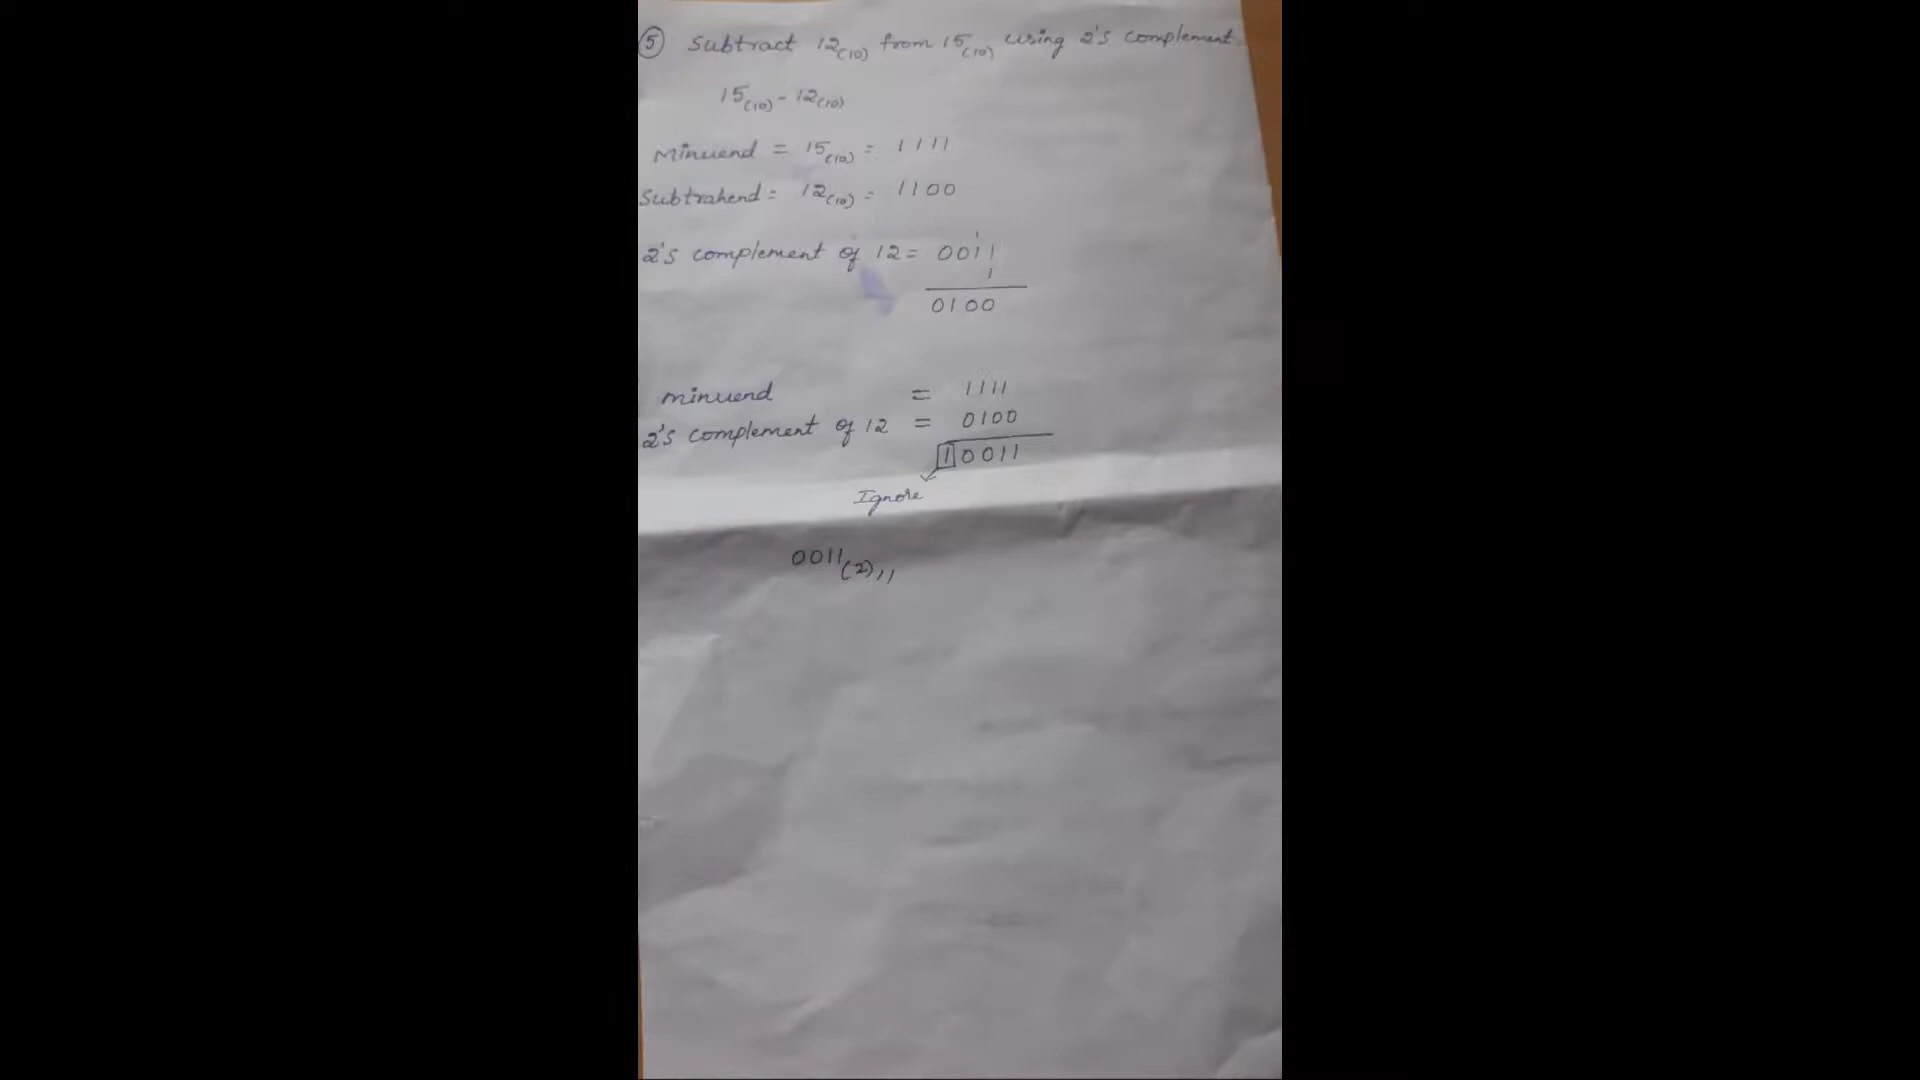 5 Subtract 12(10) from 15(10) using 2's complement.
15(10) - 12(10)
Minuend = 15(10) = 1111
Subtrahend = 12(10) = 1100
2's complement of 12 = 0011
1
1
0100
minuend = 1111
2's complement of 12 = 0100
1 0011
Ignore
0011(2)//